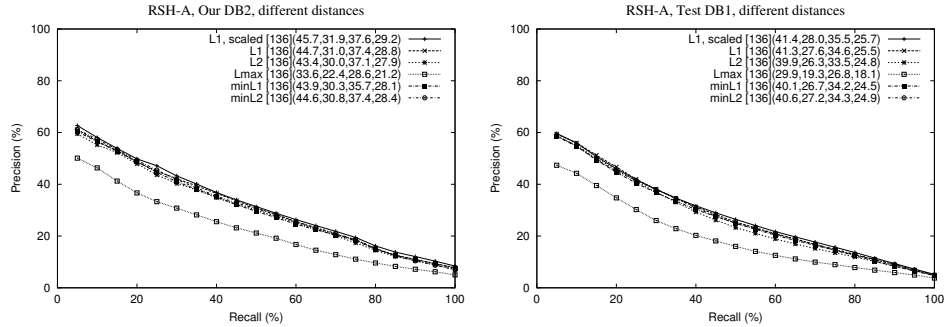 RSH-A, Our DB2, different distances
L1, scaled [136](45.7,31.9,37.6,29.2)
L1 [136](44.7,31.0,37.4,28.8)
L2 [136](43.4,30.0,37.1,27.9)
Lmax [136](33.6,22.4,28.6,21.2)
minL1 [136](43.9,30.3,35.7,28.1)
minL2 [136](44.6,30.8,37.4,28.4)
100
80
60
40
20
0
Precision (%)
0 20 40 60 80 100
Recall (%)
RSH-A, Test DB1, different distances
L1, scaled [136](41.4,28.0,35.5,25.7)
L1 [136](41.3,27.6,34.6,25.5)
L2 [136](39.9,26.3,33.5,24.8)
Lmax [136](29.9,19.3,26.8,18.1)
minL1 [136](40.1,26.7,34.2,24.5)
minL2 [136](40.6,27.2,34.3,24.9)
100
80
60
40
20
0
Precision (%)
0 20 40 60 80 100
Recall (%)